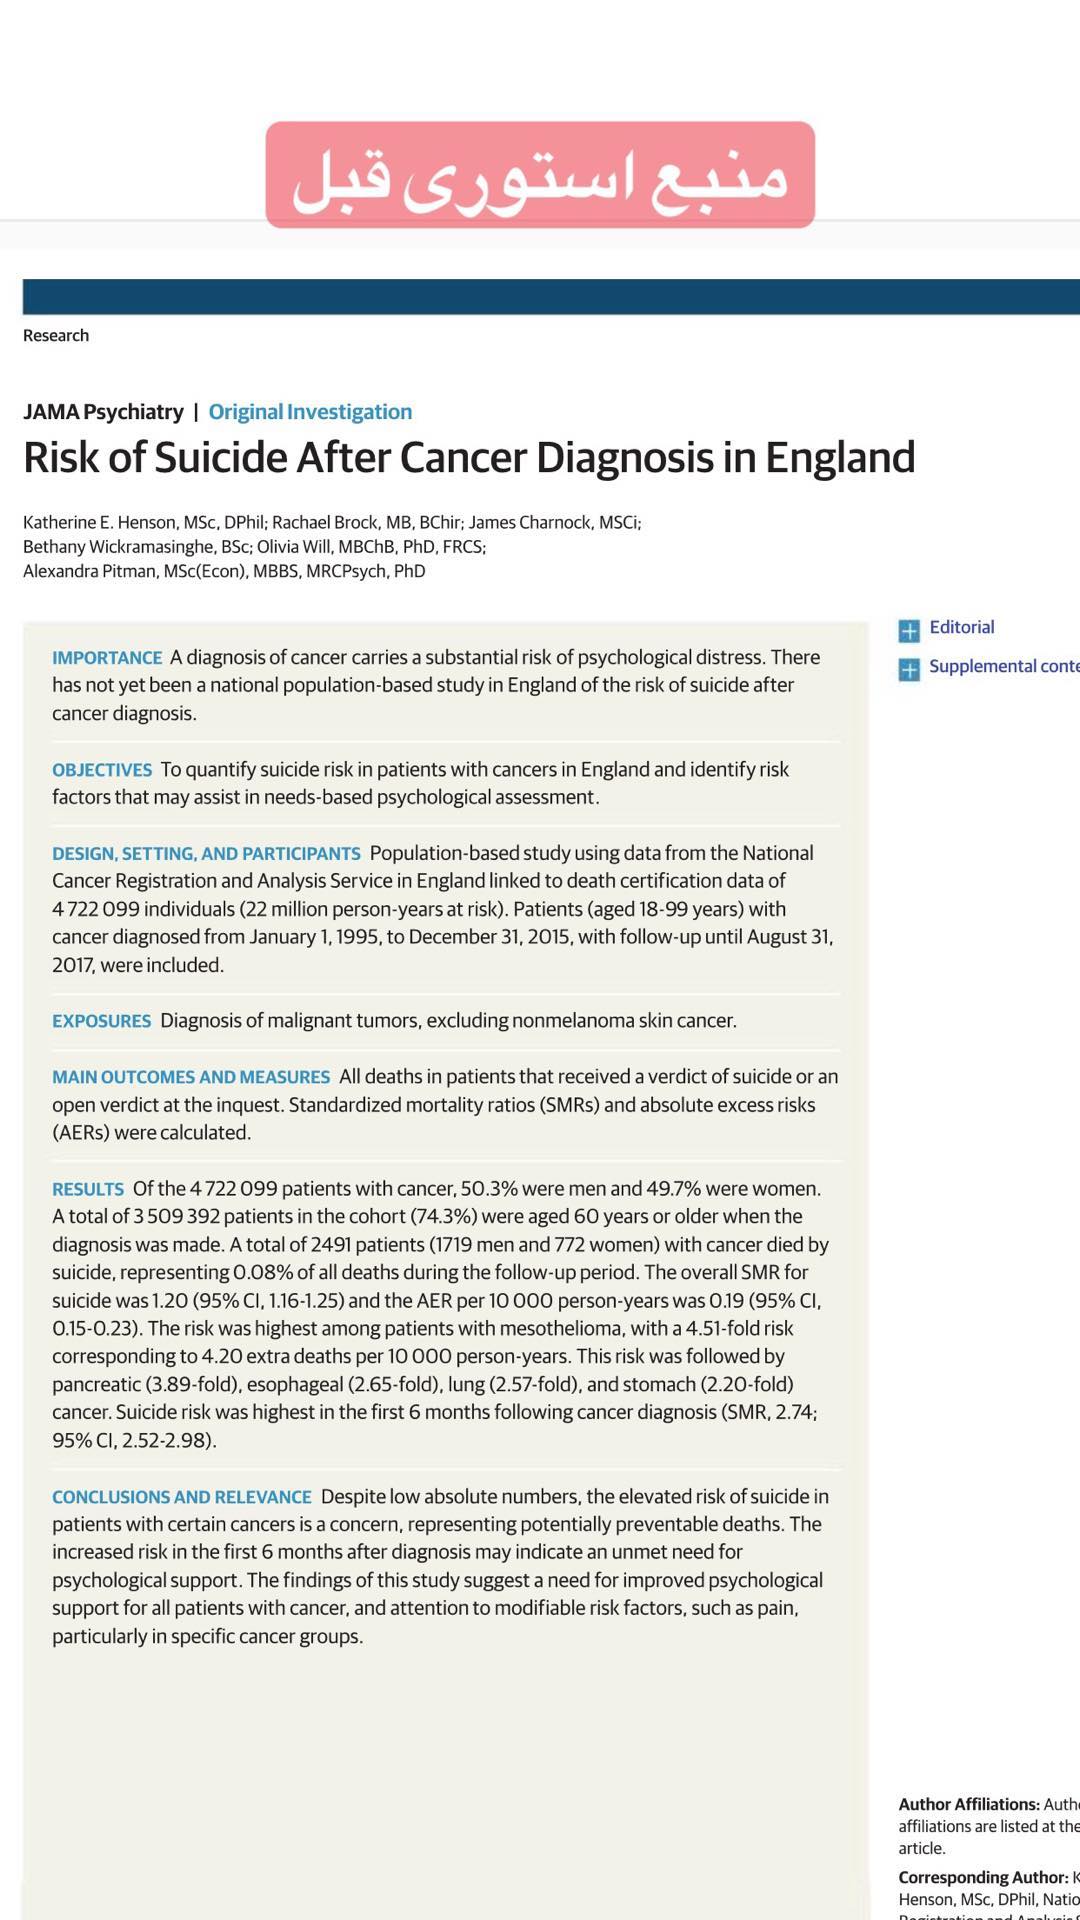 منبع استوری قبل
Research
JAMA Psychiatry | Original Investigation
Risk of Suicide After Cancer Diagnosis in England
Katherine E. Henson, MSc, DPhil; Rachael Brock, MB, BChir; James Charnock, MSCi;
Bethany Wickramasinghe, BSc; Olivia Will, MBChB, PhD, FRCS;
Alexandra Pitman, MSc(Econ), MBBS, MRCPsych, PhD
IMPORTANCE A diagnosis of cancer carries a substantial risk of psychological distress. There
has not yet been a national population-based study in England of the risk of suicide after
cancer diagnosis.
OBJECTIVES To quantify suicide risk in patients with cancers in England and identify risk
factors that may assist in needs-based psychological assessment.
DESIGN, SETTING, AND PARTICIPANTS Population-based study using data from the National
Cancer Registration and Analysis Service in England linked to death certification data of
4 722 099 individuals (22 million person-years at risk). Patients (aged 18-99 years) with
cancer diagnosed from January 1, 1995, to December 31, 2015, with follow-up until August 31,
2017, were included.
EXPOSURES Diagnosis of malignant tumors, excluding nonmelanoma skin cancer.
MAIN OUTCOMES AND MEASURES All deaths in patients that received a verdict of suicide or an
open verdict at the inquest. Standardized mortality ratios (SMRs) and absolute excess risks
(AERs) were calculated.
RESULTS Of the 4 722 099 patients with cancer, 50.3% were men and 49.7% were women.
A total of 3 509 392 patients in the cohort (74.3%) were aged 60 years or older when the
diagnosis was made. A total of 2491 patients (1719 men and 772 women) with cancer died by
suicide, representing 0.08% of all deaths during the follow-up period. The overall SMR for
suicide was 1.20 (95% CI, 1.16-1.25) and the AER per 10 000 person-years was 0.19 (95% CI,
0.15-0.23). The risk was highest among patients with mesothelioma, with a 4.51-fold risk
corresponding to 4.20 extra deaths per 10 000 person-years. This risk was followed by
pancreatic (3.89-fold), esophageal (2.65-fold), lung (2.57-fold), and stomach (2.20-fold)
cancer. Suicide risk was highest in the first 6 months following cancer diagnosis (SMR, 2.74;
95% CI, 2.52-2.98).
CONCLUSIONS AND RELEVANCE Despite low absolute numbers, the elevated risk of suicide in
patients with certain cancers is a concern, representing potentially preventable deaths. The
increased risk in the first 6 months after diagnosis may indicate an unmet need for
psychological support. The findings of this study suggest a need for improved psychological
support for all patients with cancer, and attention to modifiable risk factors, such as pain,
particularly in specific cancer groups.
Editorial
Supplemental conte
Author Affiliations: Autho
affiliations are listed at the
article.
Corresponding Author: K
Henson, MSc, DPhil, Natio